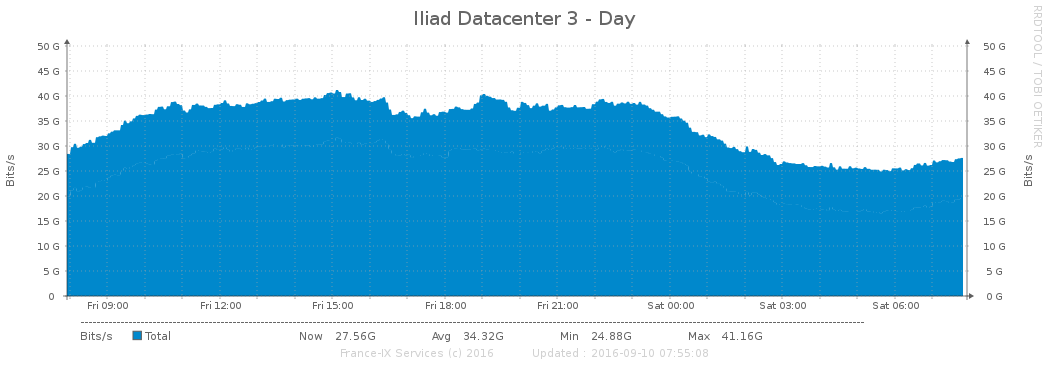 Iliad Datacenter 3 - Day
RRDTOOL / TOBI OETIKER
50 G 50 G
45 G 45 G
40 G 40 G
35 G 35 G
30 G 30 G
25 G 25 G
20 G 20 G
15 G 15 G
10 G 10 G
5 G 5 G
0 0 G
Bits/s Bits/s
Fri 09:00 Fri 12:00 Fri 15:00 Fri 18:00 Fri 21:00 Sat 00:00 Sat 03:00 Sat 06:00
Bits/s Total Now 27.56G Avg 34.32G Min 24.88G Max 41.16G
France-IX Services (c) 2016 Updated : 2016-09-10 07:55:08